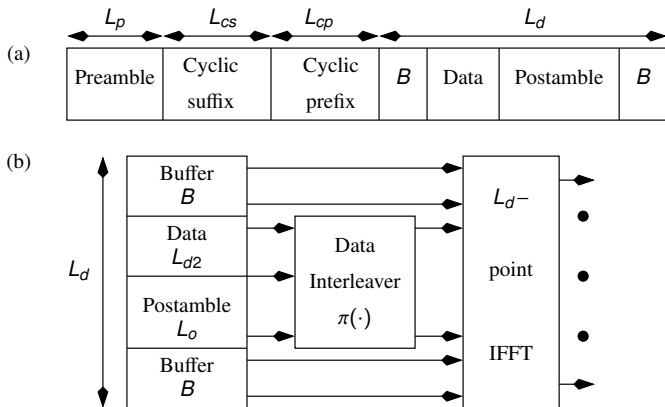 L_p L_cs L_cp L_d
(a)
Preamble Cyclic suffix Cyclic prefix B Data Postamble B
(b)
L_d
Buffer
B
Data
L_d2
Postamble
L_o
Buffer
B
Data
Interleaver
π(·)
L_d−
point
IFFT